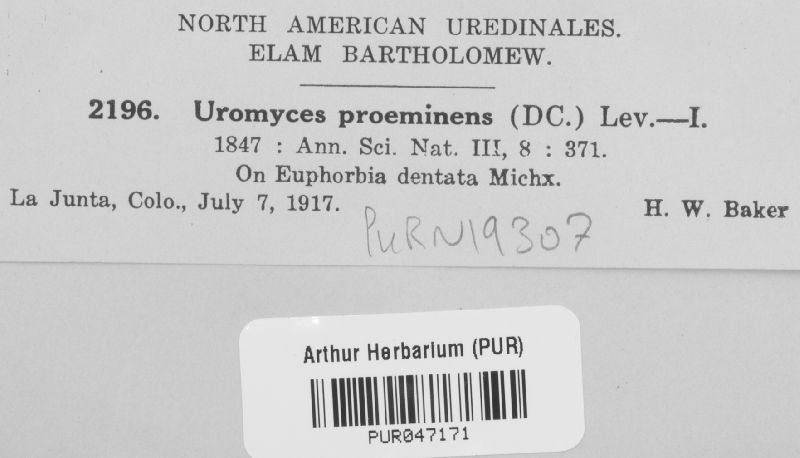 NORTH AMERICAN UREDINALES.
ELAM BARTHOLOMEW.
2196. Uromyces proeminens (DC.) Lev.—I.
1847 : Ann. Sci. Nat. III, 8 : 371.
On Euphorbia dentata Michx.
La Junta, Colo., July 7, 1917. H. W. Baker
PURN19307
Arthur Herbarium (PUR)
PUR047171